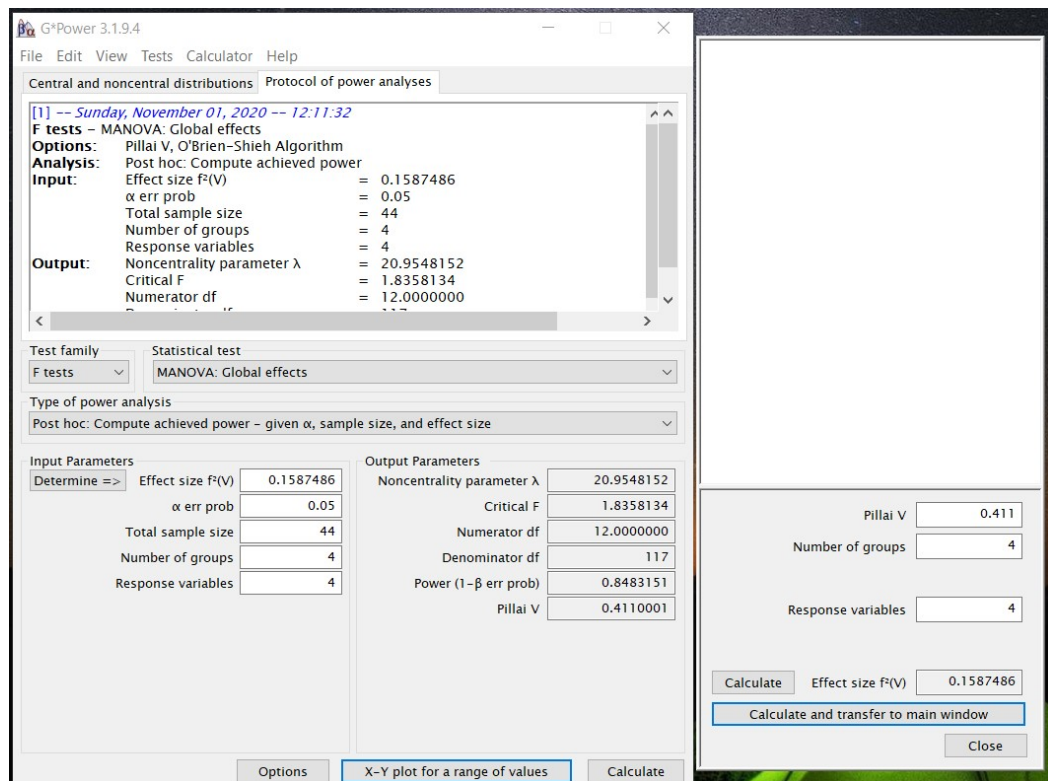 G*Power 3.1.9.4
File Edit View Tests Calculator Help
Central and noncentral distributions Protocol of power analyses
[1] -- Sunday, November 01, 2020 -- 12:11:32
F tests – MANOVA: Global effects
Options: Pillai V, O'Brien-Shieh Algorithm
Analysis: Post hoc: Compute achieved power
Input: Effect size f²(V) = 0.1587486
α err prob = 0.05
Total sample size = 44
Number of groups = 4
Response variables = 4
Output: Noncentrality parameter λ = 20.9548152
Critical F = 1.8358134
Numerator df = 12.0000000
Test family
F tests
Statistical test
MANOVA: Global effects
Type of power analysis
Post hoc: Compute achieved power – given α, sample size, and effect size
Input Parameters
Determine => Effect size f²(V) 0.1587486
α err prob 0.05
Total sample size 44
Number of groups 4
Response variables 4
Output Parameters
Noncentrality parameter λ 20.9548152
Critical F 1.8358134
Numerator df 12.0000000
Denominator df 117
Power (1-β err prob) 0.8483151
Pillai V 0.4110001
Options X-Y plot for a range of values Calculate
Pillai V 0.411
Number of groups 4
Response variables 4
Calculate Effect size f²(V) 0.1587486
Calculate and transfer to main window
Close